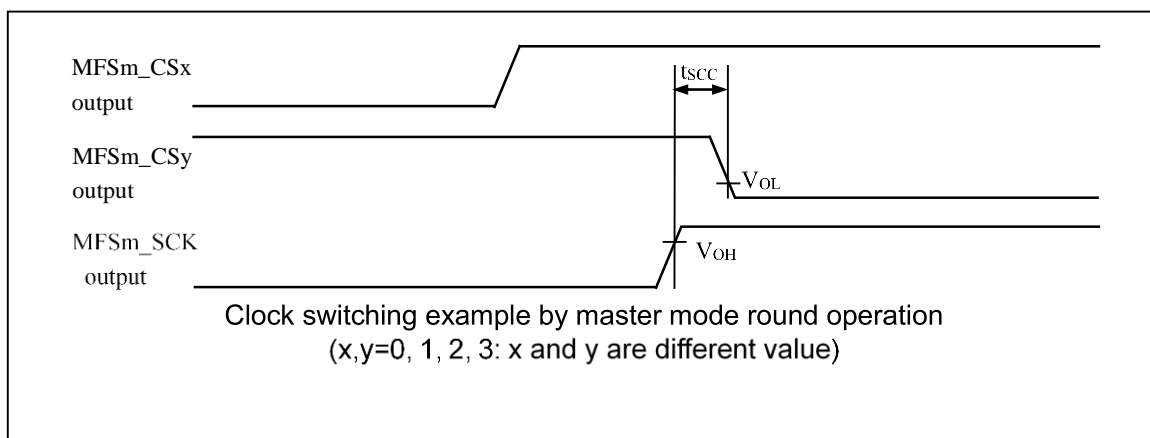 MFSm_CSx
output
tSCC
MFSm_CSy
output
VOL
MFSm_SCK
output
VOH
Clock switching example by master mode round operation
(x,y=0, 1, 2, 3: x and y are different value)